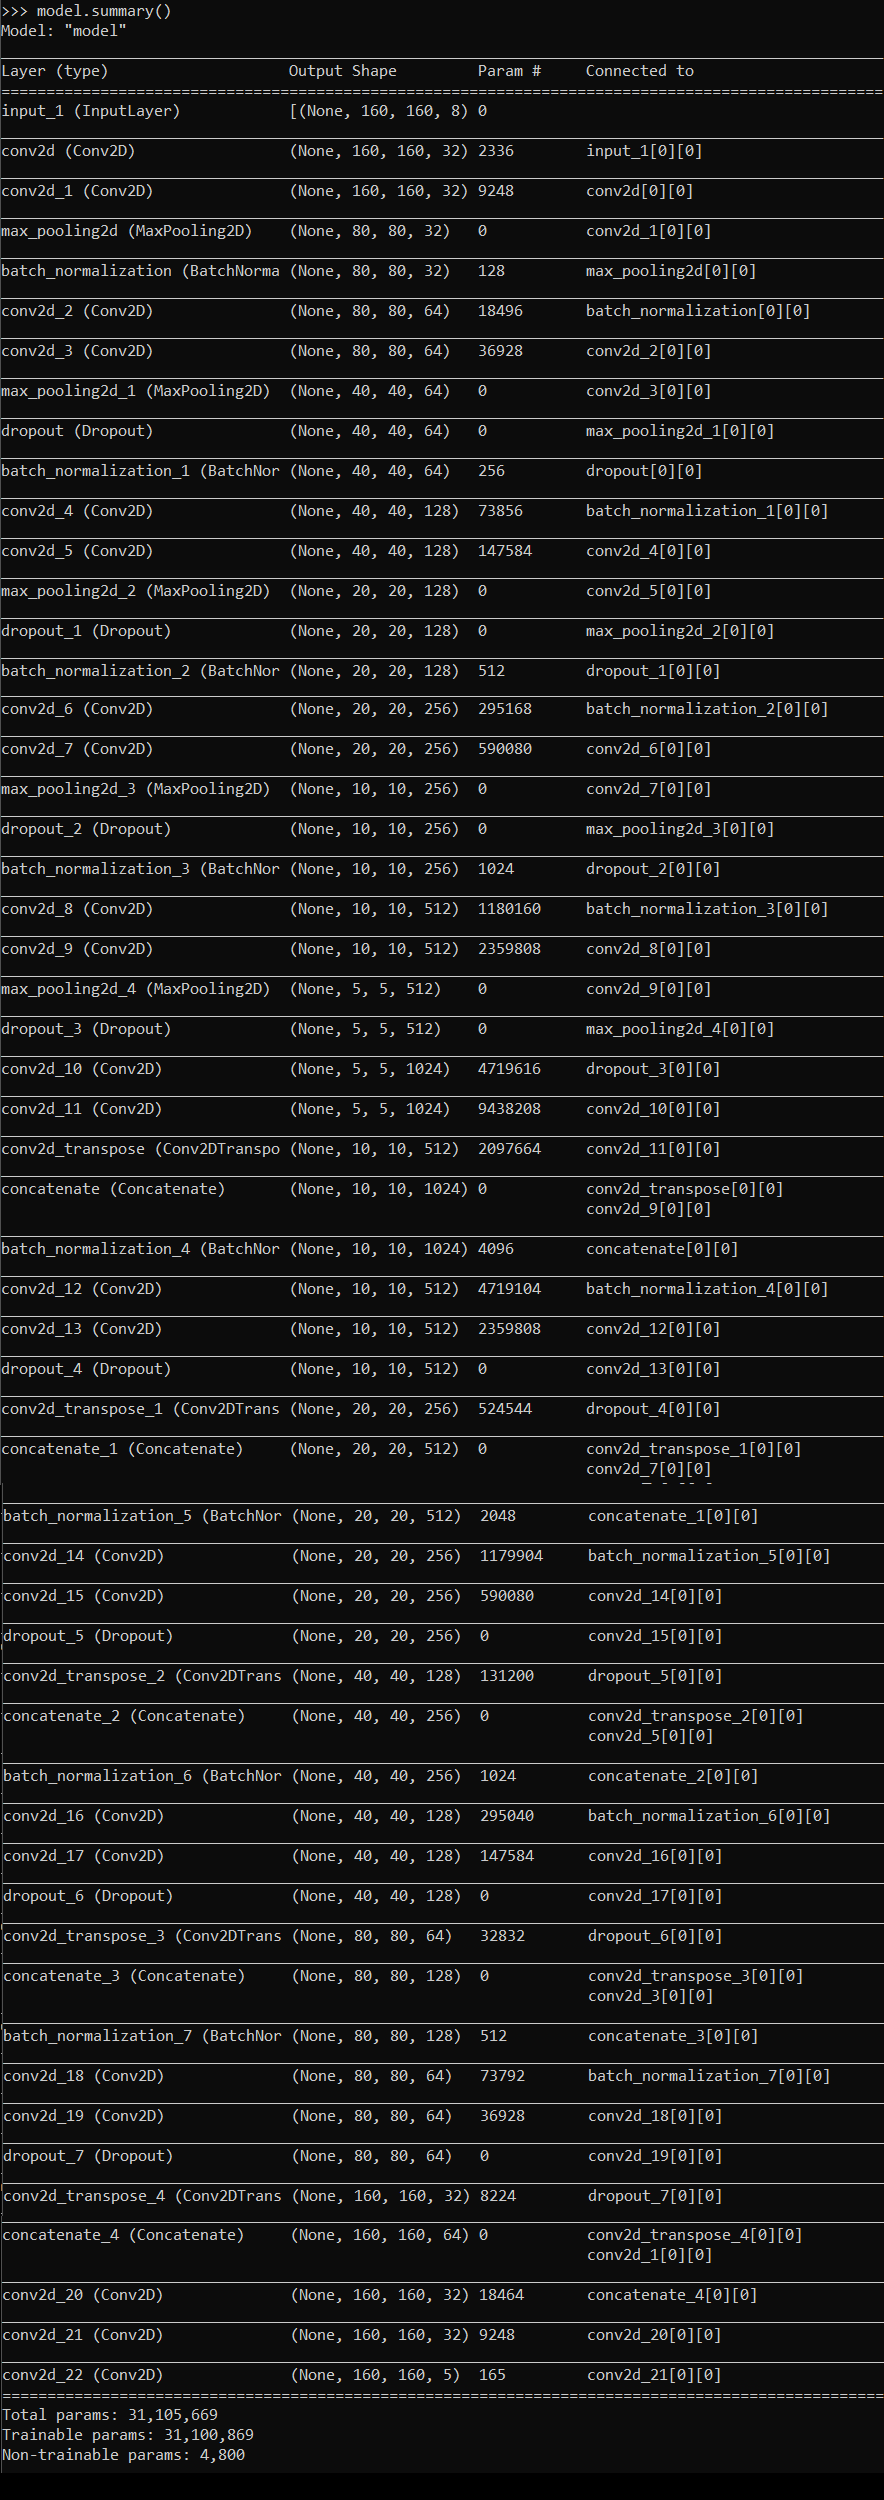 >>> model.summary()
Model: "model"
Layer (type) Output Shape Param # Connected to
==================================================================================================
input_1 (InputLayer) [(None, 160, 160, 8) 0
conv2d (Conv2D) (None, 160, 160, 32) 2336 input_1[0][0]
conv2d_1 (Conv2D) (None, 160, 160, 32) 9248 conv2d[0][0]
max_pooling2d (MaxPooling2D) (None, 80, 80, 32) 0 conv2d_1[0][0]
batch_normalization (BatchNorma (None, 80, 80, 32) 128 max_pooling2d[0][0]
conv2d_2 (Conv2D) (None, 80, 80, 64) 18496 batch_normalization[0][0]
conv2d_3 (Conv2D) (None, 80, 80, 64) 36928 conv2d_2[0][0]
max_pooling2d_1 (MaxPooling2D) (None, 40, 40, 64) 0 conv2d_3[0][0]
dropout (Dropout) (None, 40, 40, 64) 0 max_pooling2d_1[0][0]
batch_normalization_1 (BatchNor (None, 40, 40, 64) 256 dropout[0][0]
conv2d_4 (Conv2D) (None, 40, 40, 128) 73856 batch_normalization_1[0][0]
conv2d_5 (Conv2D) (None, 40, 40, 128) 147584 conv2d_4[0][0]
max_pooling2d_2 (MaxPooling2D) (None, 20, 20, 128) 0 conv2d_5[0][0]
dropout_1 (Dropout) (None, 20, 20, 128) 0 max_pooling2d_2[0][0]
batch_normalization_2 (BatchNor (None, 20, 20, 128) 512 dropout_1[0][0]
conv2d_6 (Conv2D) (None, 20, 20, 256) 295168 batch_normalization_2[0][0]
conv2d_7 (Conv2D) (None, 20, 20, 256) 590080 conv2d_6[0][0]
max_pooling2d_3 (MaxPooling2D) (None, 10, 10, 256) 0 conv2d_7[0][0]
dropout_2 (Dropout) (None, 10, 10, 256) 0 max_pooling2d_3[0][0]
batch_normalization_3 (BatchNor (None, 10, 10, 256) 1024 dropout_2[0][0]
conv2d_8 (Conv2D) (None, 10, 10, 512) 1180160 batch_normalization_3[0][0]
conv2d_9 (Conv2D) (None, 10, 10, 512) 2359808 conv2d_8[0][0]
max_pooling2d_4 (MaxPooling2D) (None, 5, 5, 512) 0 conv2d_9[0][0]
dropout_3 (Dropout) (None, 5, 5, 512) 0 max_pooling2d_4[0][0]
conv2d_10 (Conv2D) (None, 5, 5, 1024) 4719616 dropout_3[0][0]
conv2d_11 (Conv2D) (None, 5, 5, 1024) 9438208 conv2d_10[0][0]
conv2d_transpose (Conv2DTranspo (None, 10, 10, 512) 2097664 conv2d_11[0][0]
concatenate (Concatenate) (None, 10, 10, 1024) 0 conv2d_transpose[0][0]
conv2d_9[0][0]
batch_normalization_4 (BatchNor (None, 10, 10, 1024) 4096 concatenate[0][0]
conv2d_12 (Conv2D) (None, 10, 10, 512) 4719104 batch_normalization_4[0][0]
conv2d_13 (Conv2D) (None, 10, 10, 512) 2359808 conv2d_12[0][0]
dropout_4 (Dropout) (None, 10, 10, 512) 0 conv2d_13[0][0]
conv2d_transpose_1 (Conv2DTrans (None, 20, 20, 256) 524544 dropout_4[0][0]
concatenate_1 (Concatenate) (None, 20, 20, 512) 0 conv2d_transpose_1[0][0]
conv2d_7[0][0]
batch_normalization_5 (BatchNor (None, 20, 20, 512) 2048 concatenate_1[0][0]
conv2d_14 (Conv2D) (None, 20, 20, 256) 1179904 batch_normalization_5[0][0]
conv2d_15 (Conv2D) (None, 20, 20, 256) 590080 conv2d_14[0][0]
dropout_5 (Dropout) (None, 20, 20, 256) 0 conv2d_15[0][0]
conv2d_transpose_2 (Conv2DTrans (None, 40, 40, 128) 131200 dropout_5[0][0]
concatenate_2 (Concatenate) (None, 40, 40, 256) 0 conv2d_transpose_2[0][0]
conv2d_5[0][0]
batch_normalization_6 (BatchNor (None, 40, 40, 256) 1024 concatenate_2[0][0]
conv2d_16 (Conv2D) (None, 40, 40, 128) 295040 batch_normalization_6[0][0]
conv2d_17 (Conv2D) (None, 40, 40, 128) 147584 conv2d_16[0][0]
dropout_6 (Dropout) (None, 40, 40, 128) 0 conv2d_17[0][0]
conv2d_transpose_3 (Conv2DTrans (None, 80, 80, 64) 32832 dropout_6[0][0]
concatenate_3 (Concatenate) (None, 80, 80, 128) 0 conv2d_transpose_3[0][0]
conv2d_3[0][0]
batch_normalization_7 (BatchNor (None, 80, 80, 128) 512 concatenate_3[0][0]
conv2d_18 (Conv2D) (None, 80, 80, 64) 73792 batch_normalization_7[0][0]
conv2d_19 (Conv2D) (None, 80, 80, 64) 36928 conv2d_18[0][0]
dropout_7 (Dropout) (None, 80, 80, 64) 0 conv2d_19[0][0]
conv2d_transpose_4 (Conv2DTrans (None, 160, 160, 32) 8224 dropout_7[0][0]
concatenate_4 (Concatenate) (None, 160, 160, 64) 0 conv2d_transpose_4[0][0]
conv2d_1[0][0]
conv2d_20 (Conv2D) (None, 160, 160, 32) 18464 concatenate_4[0][0]
conv2d_21 (Conv2D) (None, 160, 160, 32) 9248 conv2d_20[0][0]
conv2d_22 (Conv2D) (None, 160, 160, 5) 165 conv2d_21[0][0]
==================================================================================================
Total params: 31,105,669
Trainable params: 31,100,869
Non-trainable params: 4,800